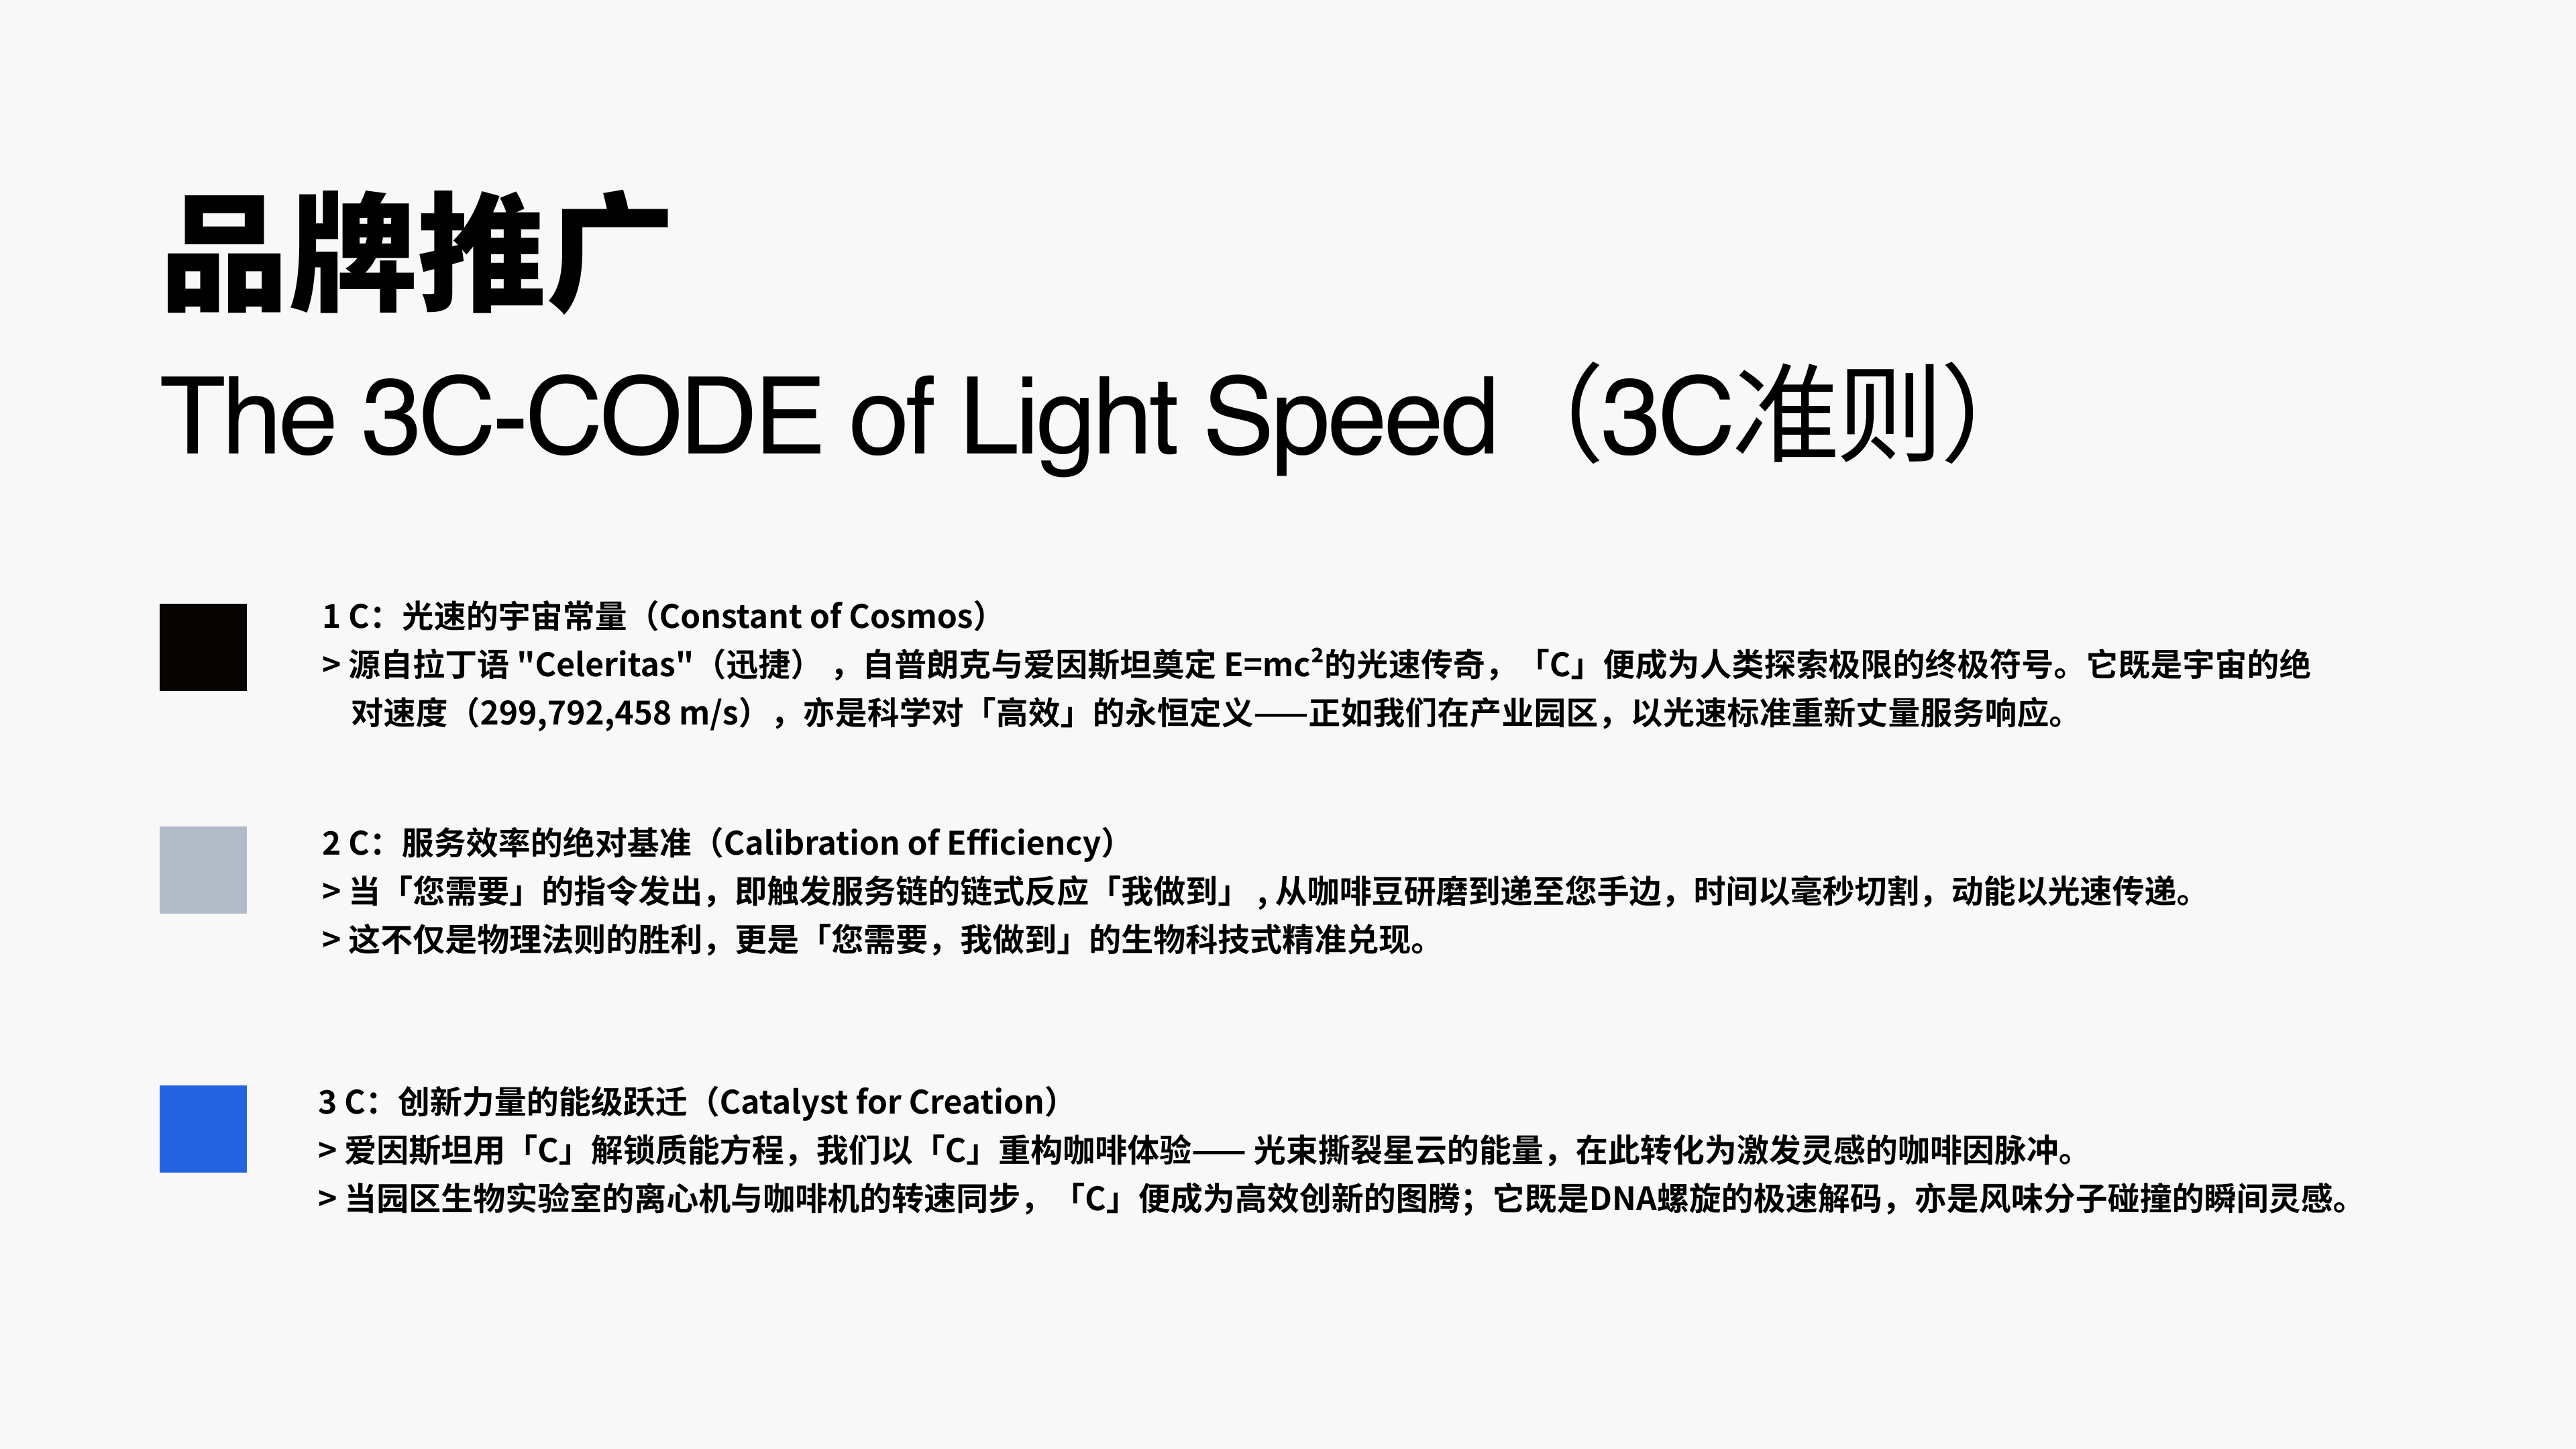 品牌推广
The 3C-CODE of Light Speed（3C准则）
1 C：光速的宇宙常量（Constant of Cosmos）
> 源自拉丁语 "Celeritas"（迅捷） ，自普朗克与爱因斯坦奠定 E=mc²的光速传奇，「C」便成为人类探索极限的终极符号。它既是宇宙的绝
对速度（299,792,458 m/s），亦是科学对「高效」的永恒定义——正如我们在产业园区，以光速标准重新丈量服务响应。
2 C：服务效率的绝对基准（Calibration of Efficiency）
> 当「您需要」的指令发出，即触发服务链的链式反应「我做到」 , 从咖啡豆研磨到递至您手边，时间以毫秒切割，动能以光速传递。
> 这不仅是物理法则的胜利，更是「您需要，我做到」的生物科技式精准兑现。
3 C：创新力量的能级跃迁（Catalyst for Creation）
> 爱因斯坦用「C」解锁质能方程，我们以「C」重构咖啡体验—— 光束撕裂星云的能量，在此转化为激发灵感的咖啡因脉冲。
> 当园区生物实验室的离心机与咖啡机的转速同步，「C」便成为高效创新的图腾；它既是DNA螺旋的极速解码，亦是风味分子碰撞的瞬间灵感。